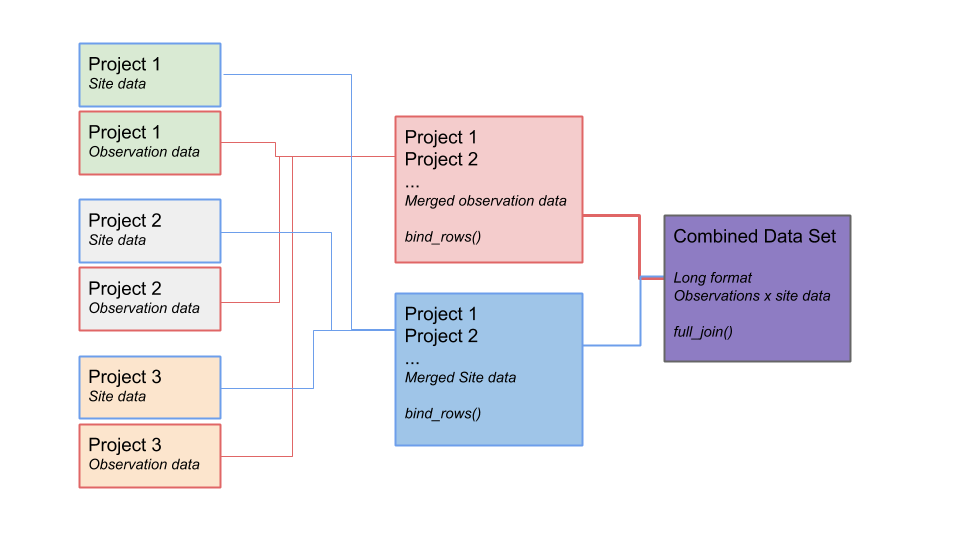 Project 1
Site data
Project 1
Observation data
Project 2
Site data
Project 2
Observation data
Project 3
Site data
Project 3
Observation data
Project 1
Project 2
...
Merged observation data
bind_rows()
Project 1
Project 2
...
Merged Site data
bind_rows()
Combined Data Set
Long format
Observations x site data
full_join()